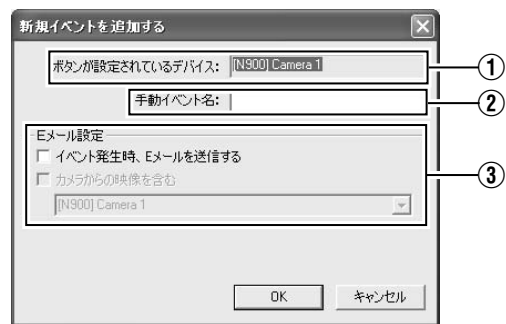 新規イベントを追加する
ボタンが設定されているデバイス: [N900] Camera 1
①
手動イベント名:
②
Eメール設定
イベント発生時、Eメールを送信する
カメラからの映像を含む
③
[N900] Camera 1
OK キャンセル